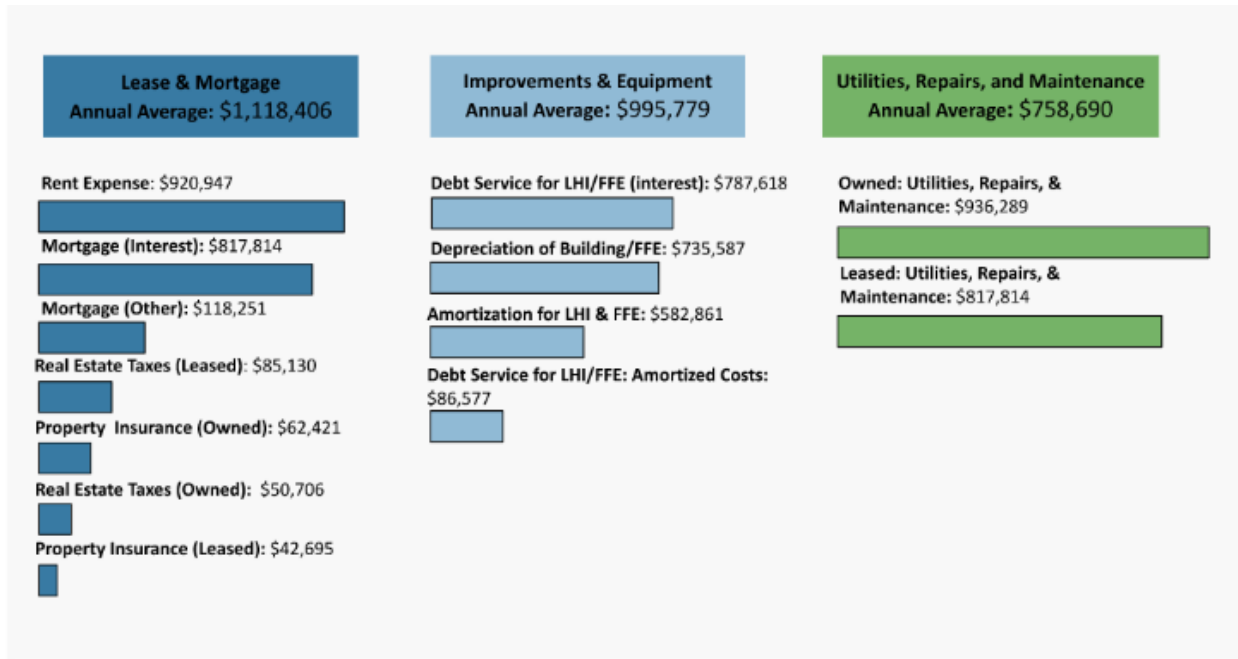 Lease & Mortgage
Annual Average: $1,118,406
Rent Expense: $920,947
Mortgage (Interest): $817,814
Mortgage (Other): $118,251
Real Estate Taxes (Leased): $85,130
Property Insurance (Owned): $62,421
Real Estate Taxes (Owned): $50,706
Property Insurance (Leased): $42,695
Improvements & Equipment
Annual Average: $995,779
Debt Service for LHI/FFE (interest): $787,618
Depreciation of Building/FFE: $735,587
Amortization for LHI & FFE: $582,861
Debt Service for LHI/FFE: Amortized Costs:
$86,577
Utilities, Repairs, and Maintenance
Annual Average: $758,690
Owned: Utilities, Repairs, &
Maintenance: $936,289
Leased: Utilities, Repairs, &
Maintenance: $817,814